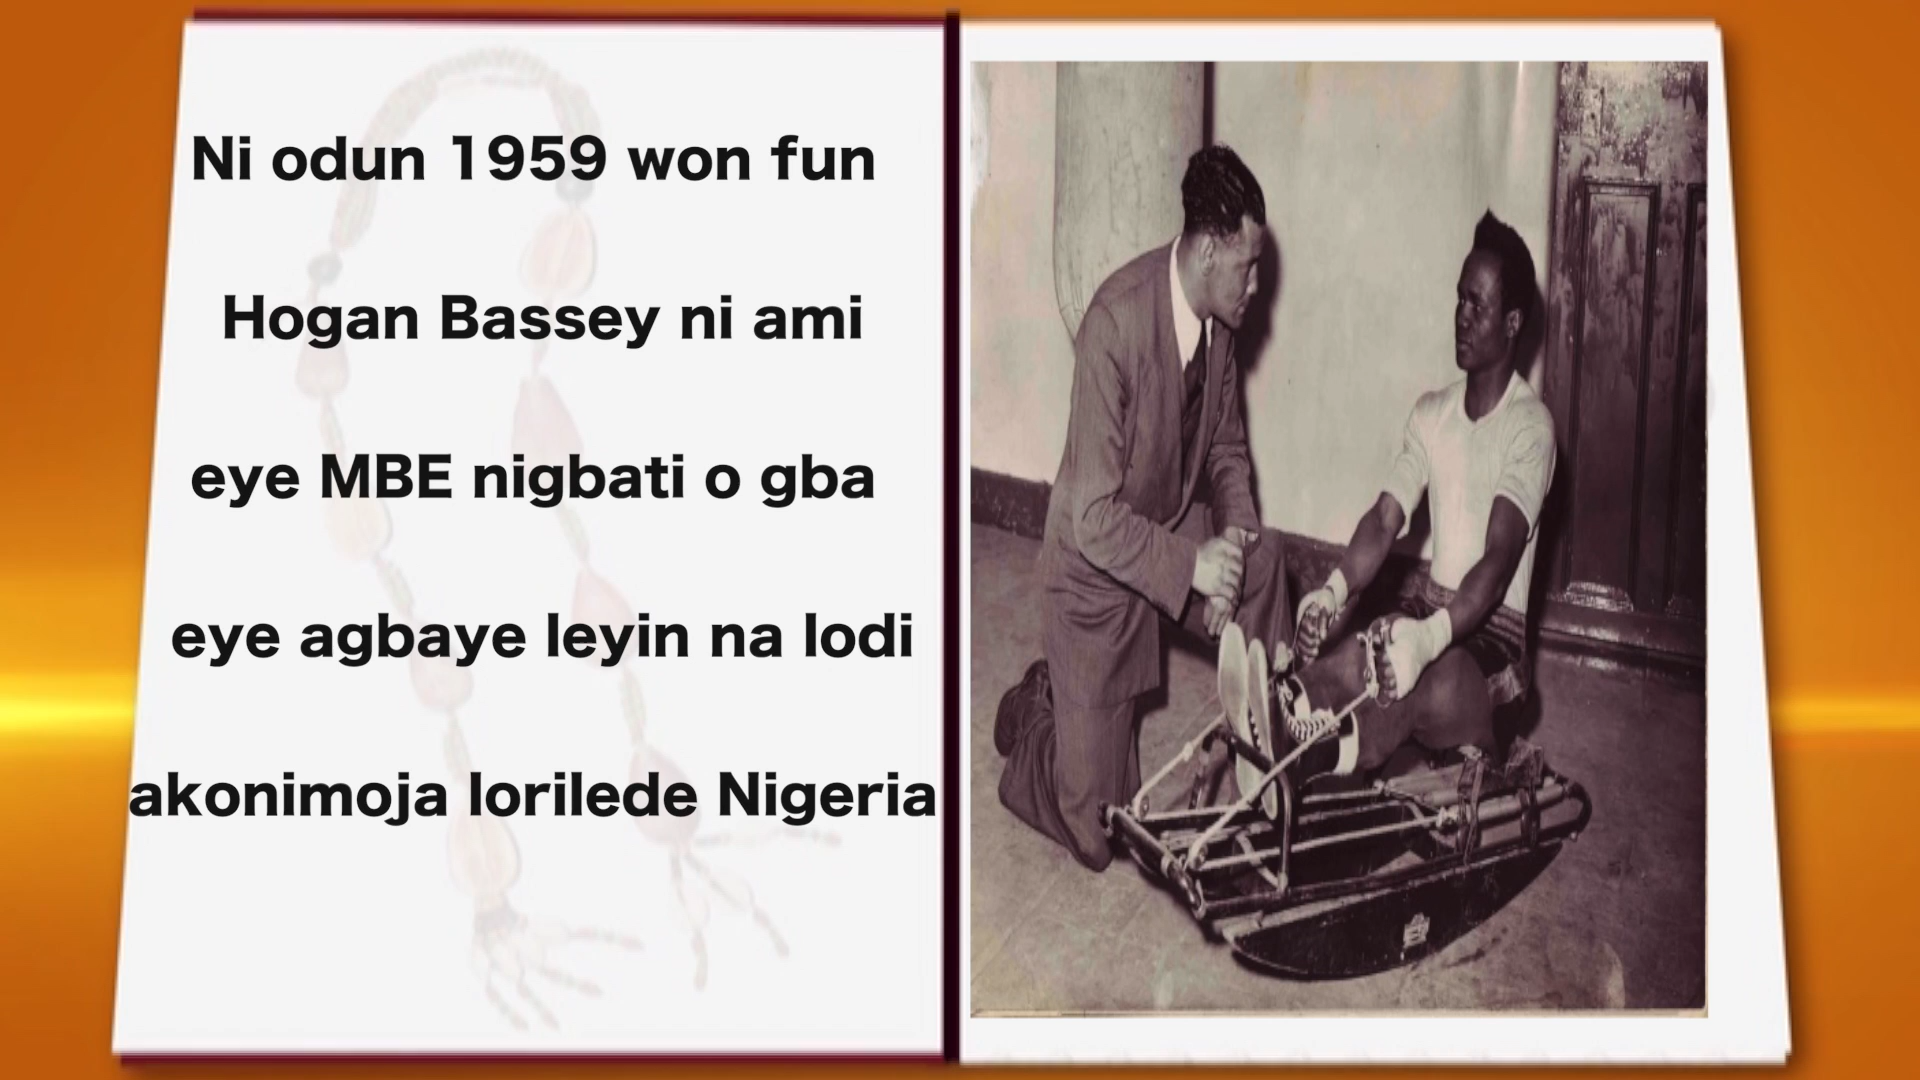 Ni odun 1959 won fun
Hogan Bassey ni ami
eye MBE nigbati o gba
eye agbaye leyin na lodi
akonimoja lorilede Nigeria